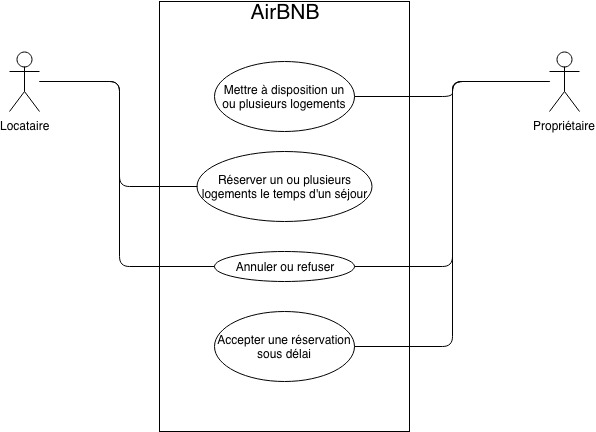 AirBNB
Mettre à disposition un
ou plusieurs logements
Locataire
Propriétaire
Réserver un ou plusieurs
logements le temps d'un séjour
Annuler ou refuser
Accepter une réservation
sous délai